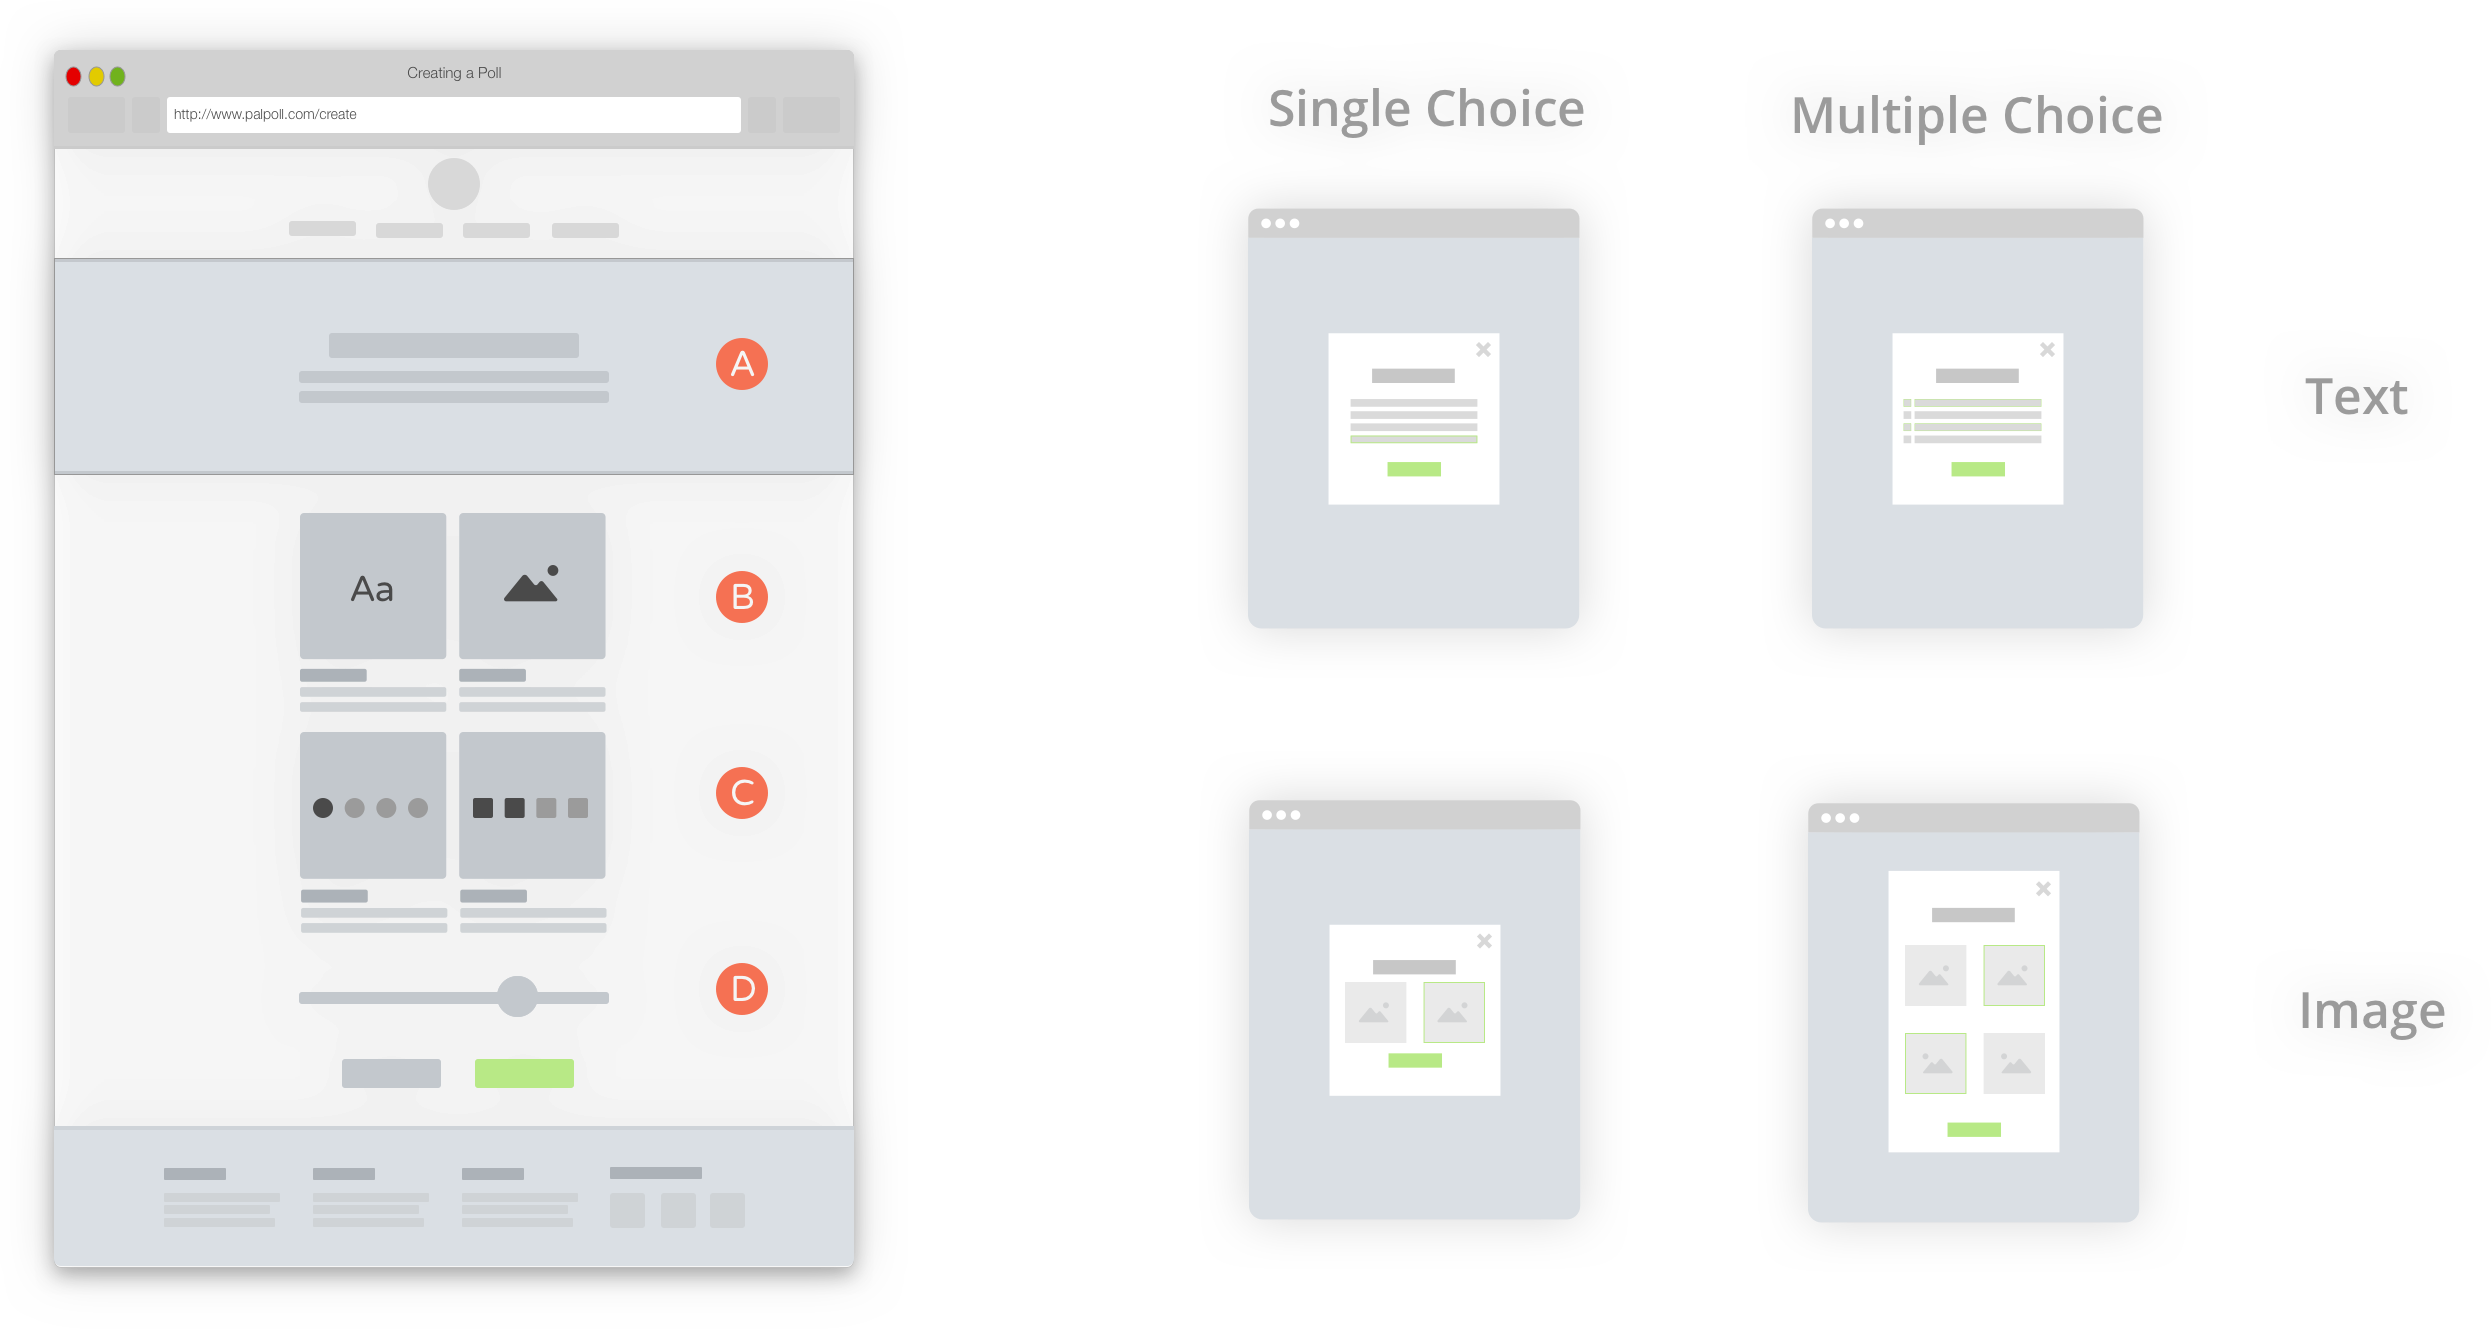 Creating a Poll
http://www.palpoll.com/create
A
Aa
B
C
D
Single Choice
Multiple Choice
Text
Image